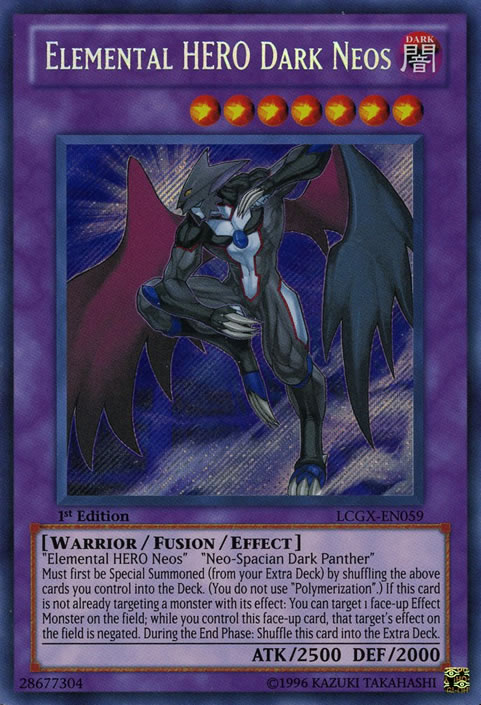 ELEMENTAL HERO DARK NEOS
DARK
闇
1st Edition
LCGX-EN059
[WARRIOR / FUSION / EFFECT]
"Elemental HERO Neos" "Neo-Spacian Dark Panther"
Must first be Special Summoned (from your Extra Deck) by shuffling the above
cards you control into the Deck. (You do not use "Polymerization".) If this card
is not already targeting a monster with its effect: You can target 1 face-up Effect
Monster on the field; while you control this face-up card, that target's effect on
the field is negated. During the End Phase: Shuffle this card into the Extra Deck.
ATK/2500 DEF/2000
28677304
©1996 KAZUKI TAKAHASHI